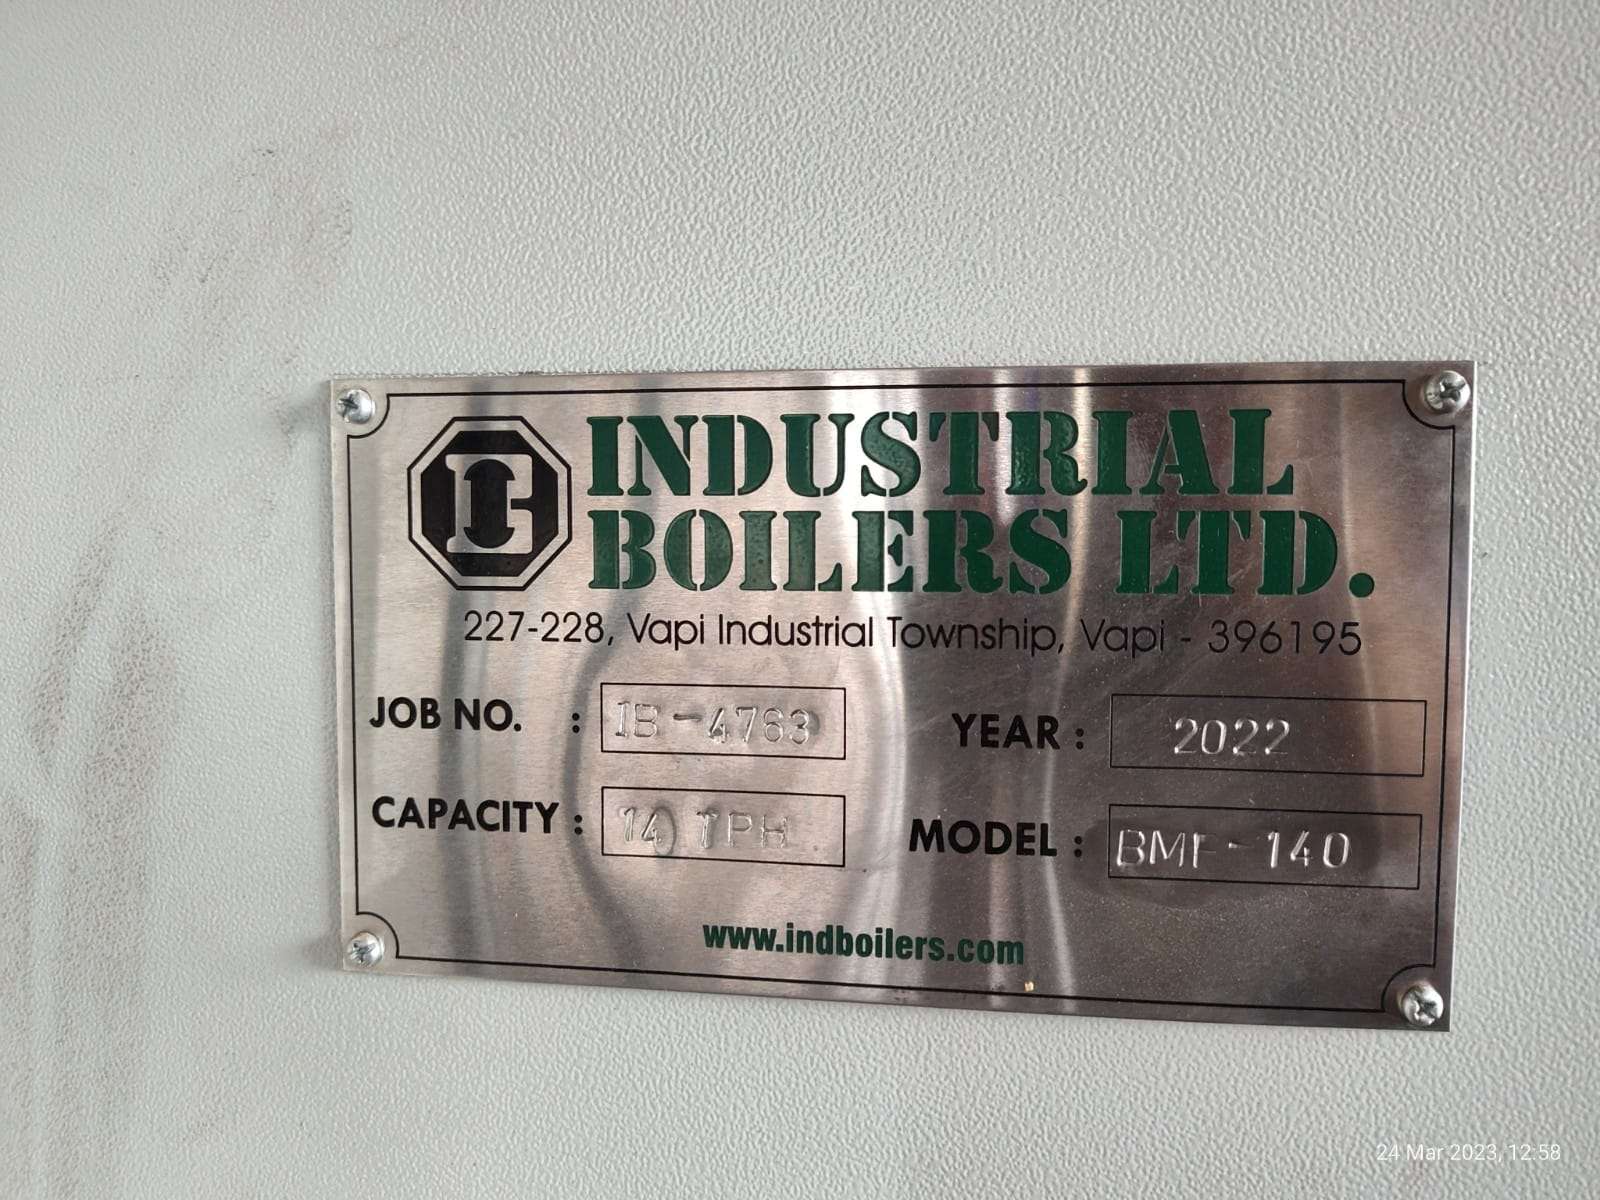 INDUSTRIAL
BOILERS LTD.
227-228, Vapi Industrial Township, Vapi - 396195
JOB NO. : IB-4763 YEAR : 2022
CAPACITY : 14 TPH MODEL : BMF-140
www.indboilers.com
24 Mar 2023, 12:58